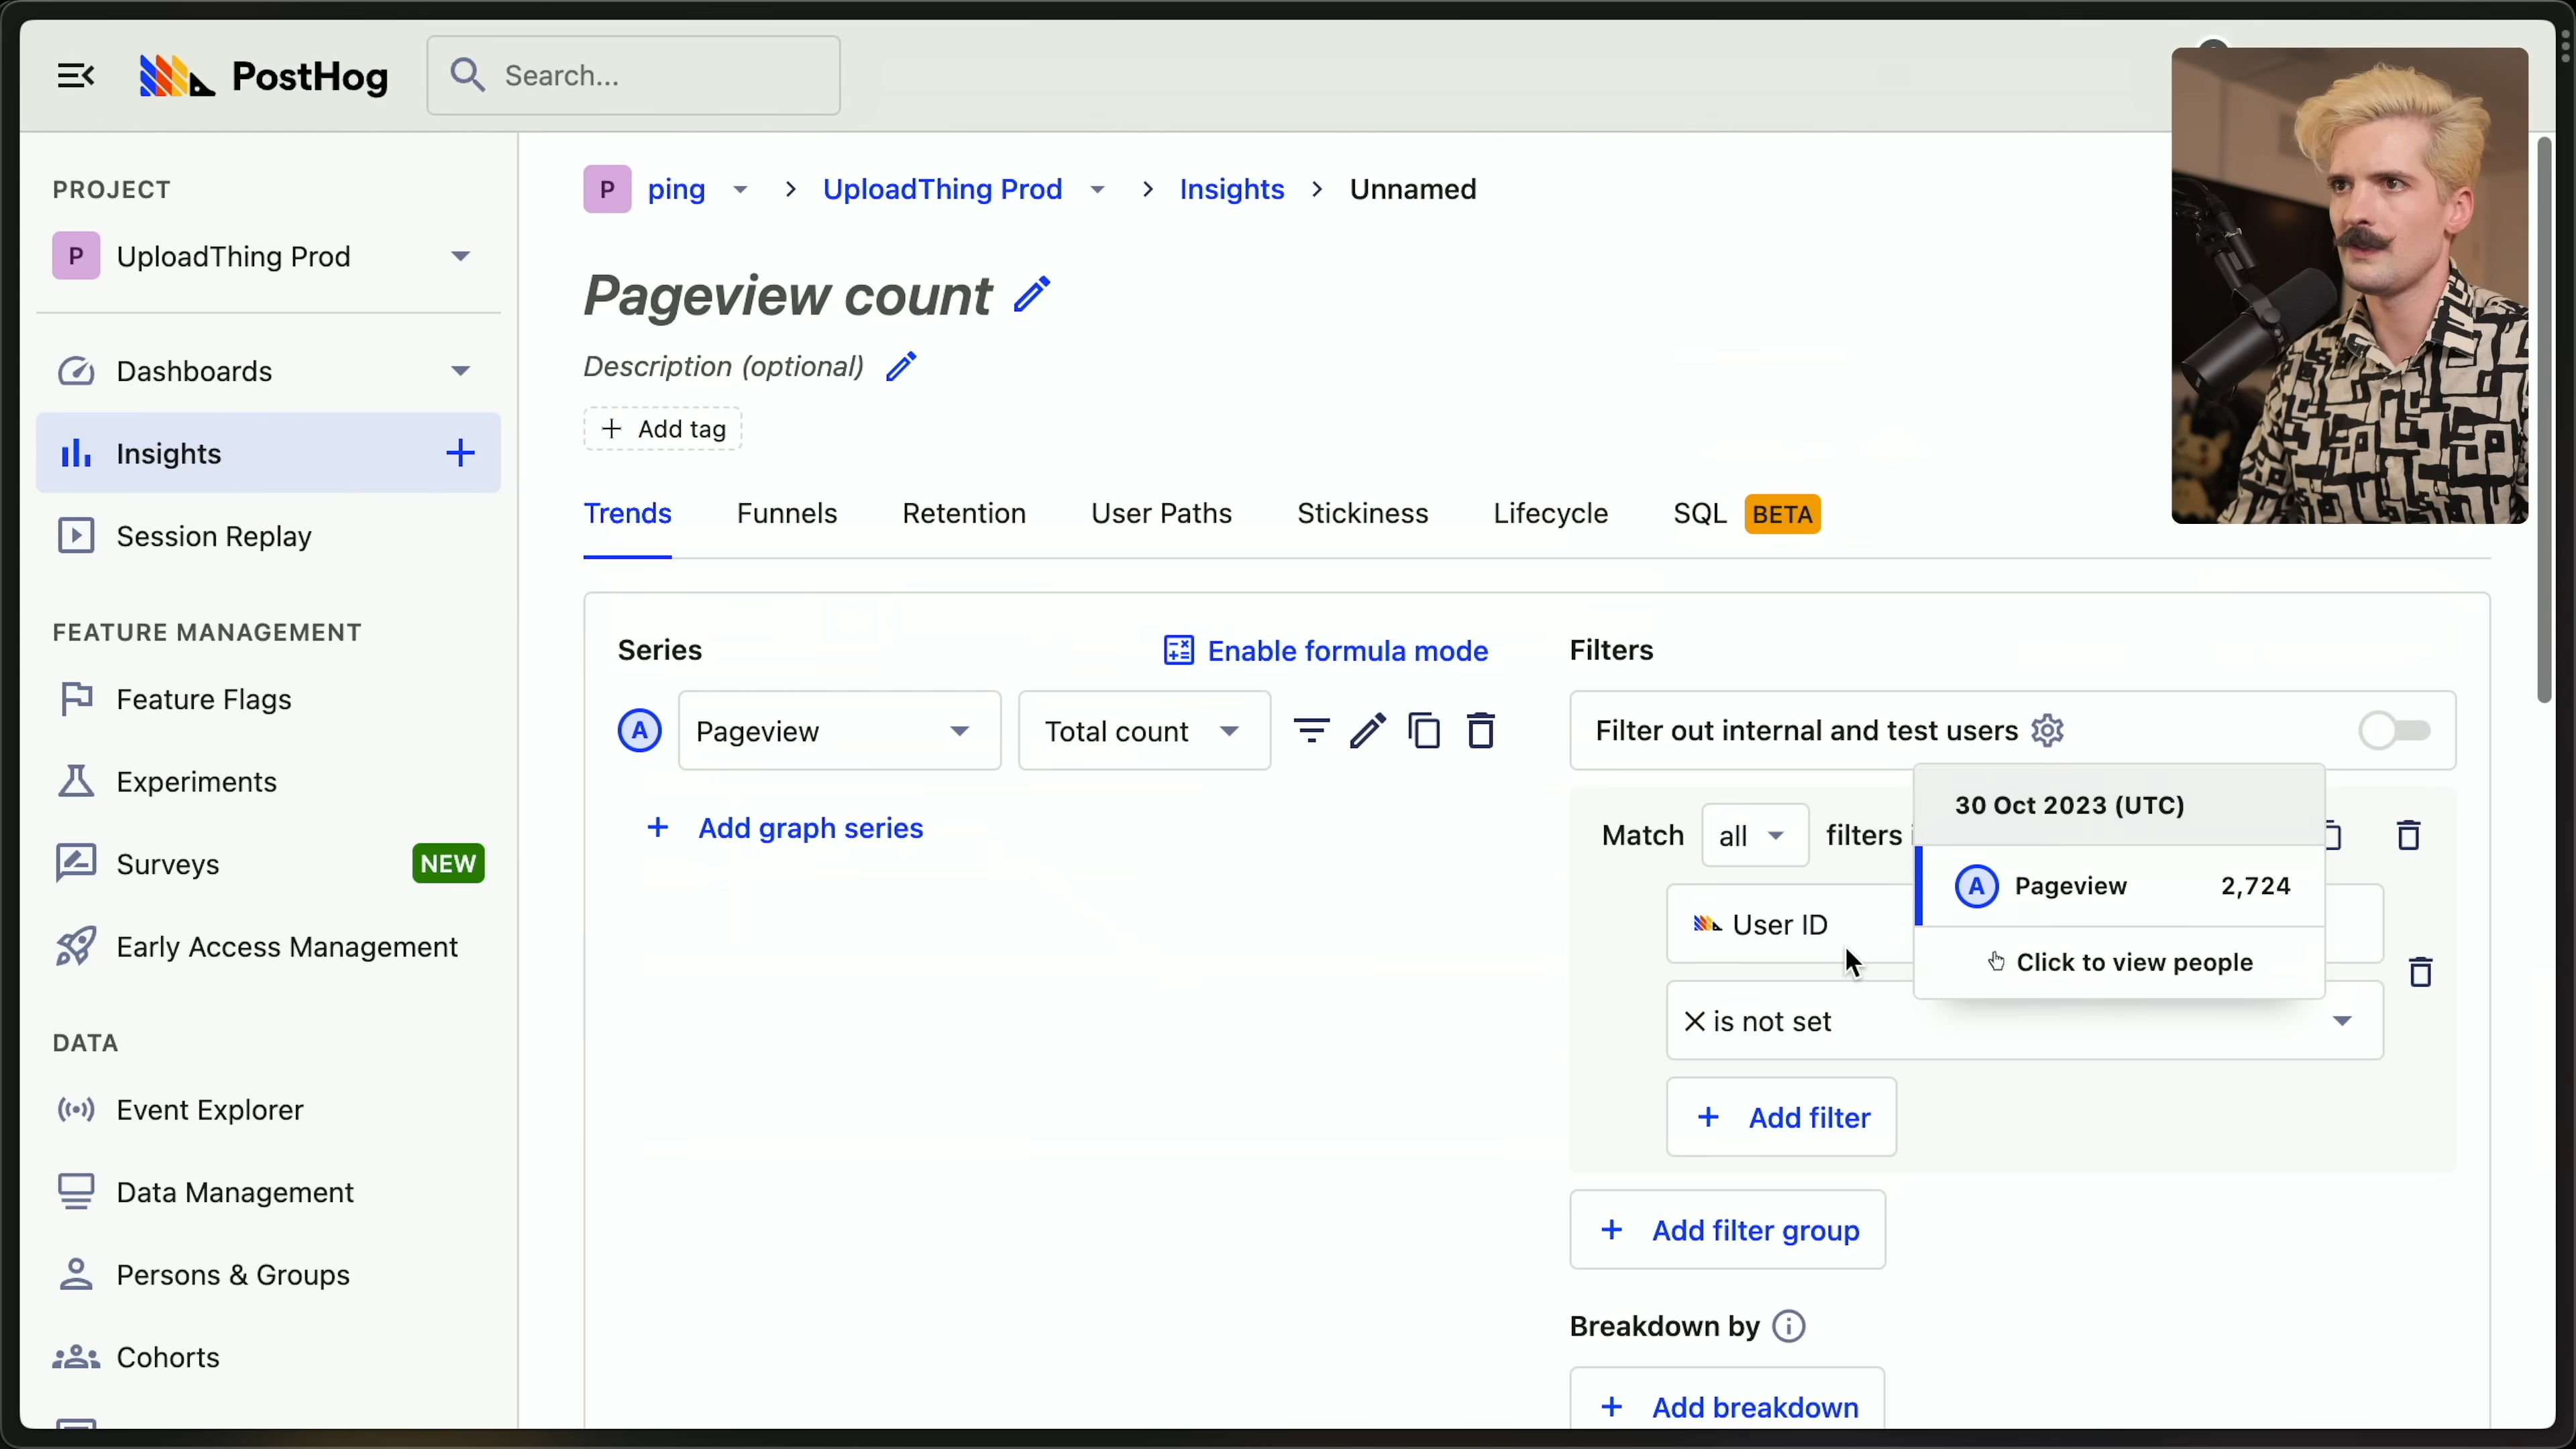 PostHog
Search...
PROJECT
P UploadThing Prod
Dashboards
Insights
Session Replay
FEATURE MANAGEMENT
Feature Flags
Experiments
Surveys NEW
Early Access Management
DATA
Event Explorer
Data Management
Persons & Groups
Cohorts
P ping > UploadThing Prod > Insights > Unnamed
Pageview count
Description (optional)
+ Add tag
Trends Funnels Retention User Paths Stickiness Lifecycle SQL BETA
Series Enable formula mode
A Pageview Total count
+ Add graph series
Filters
Filter out internal and test users
Match all filters
30 Oct 2023 (UTC)
A Pageview 2,724
Click to view people
User ID
is not set
+ Add filter
+ Add filter group
Breakdown by
+ Add breakdown